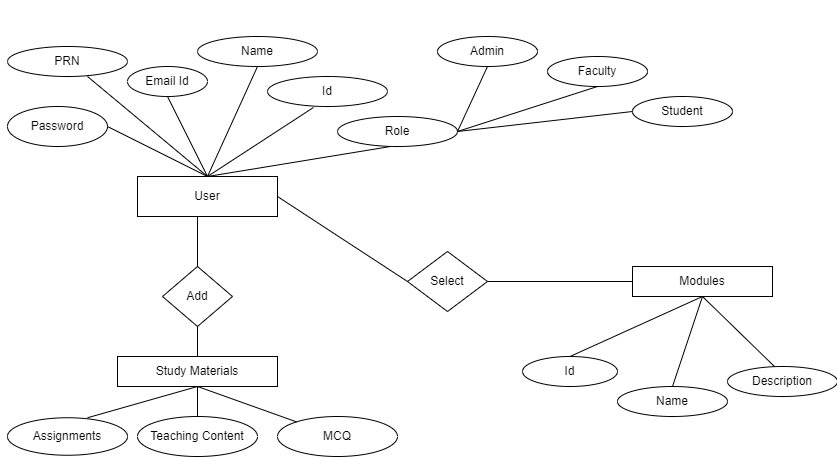 Name
Admin
PRN
Email Id
Faculty
Id
Student
Password
Role
User
Select
Modules
Add
Study Materials
Id
Description
Name
Assignments
Teaching Content
MCQ